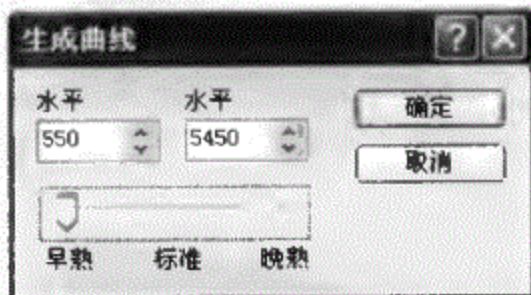 生成曲线
水平 水平
550 5450
确定
取消
早熟 标准 晚熟